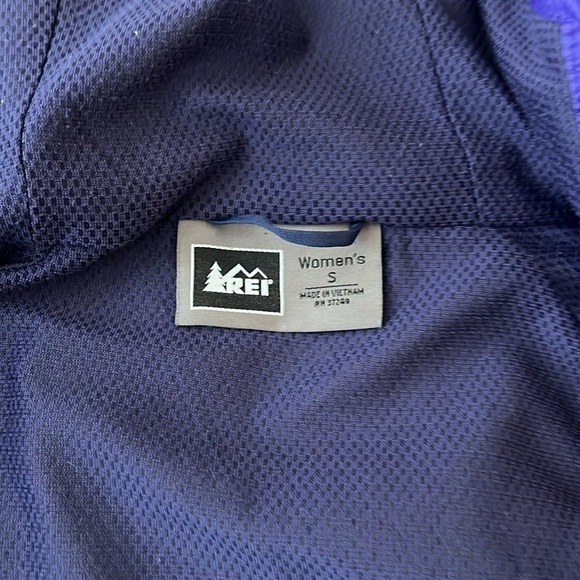 REI
Women's
S
MADE IN VIETNAM
RN 37249